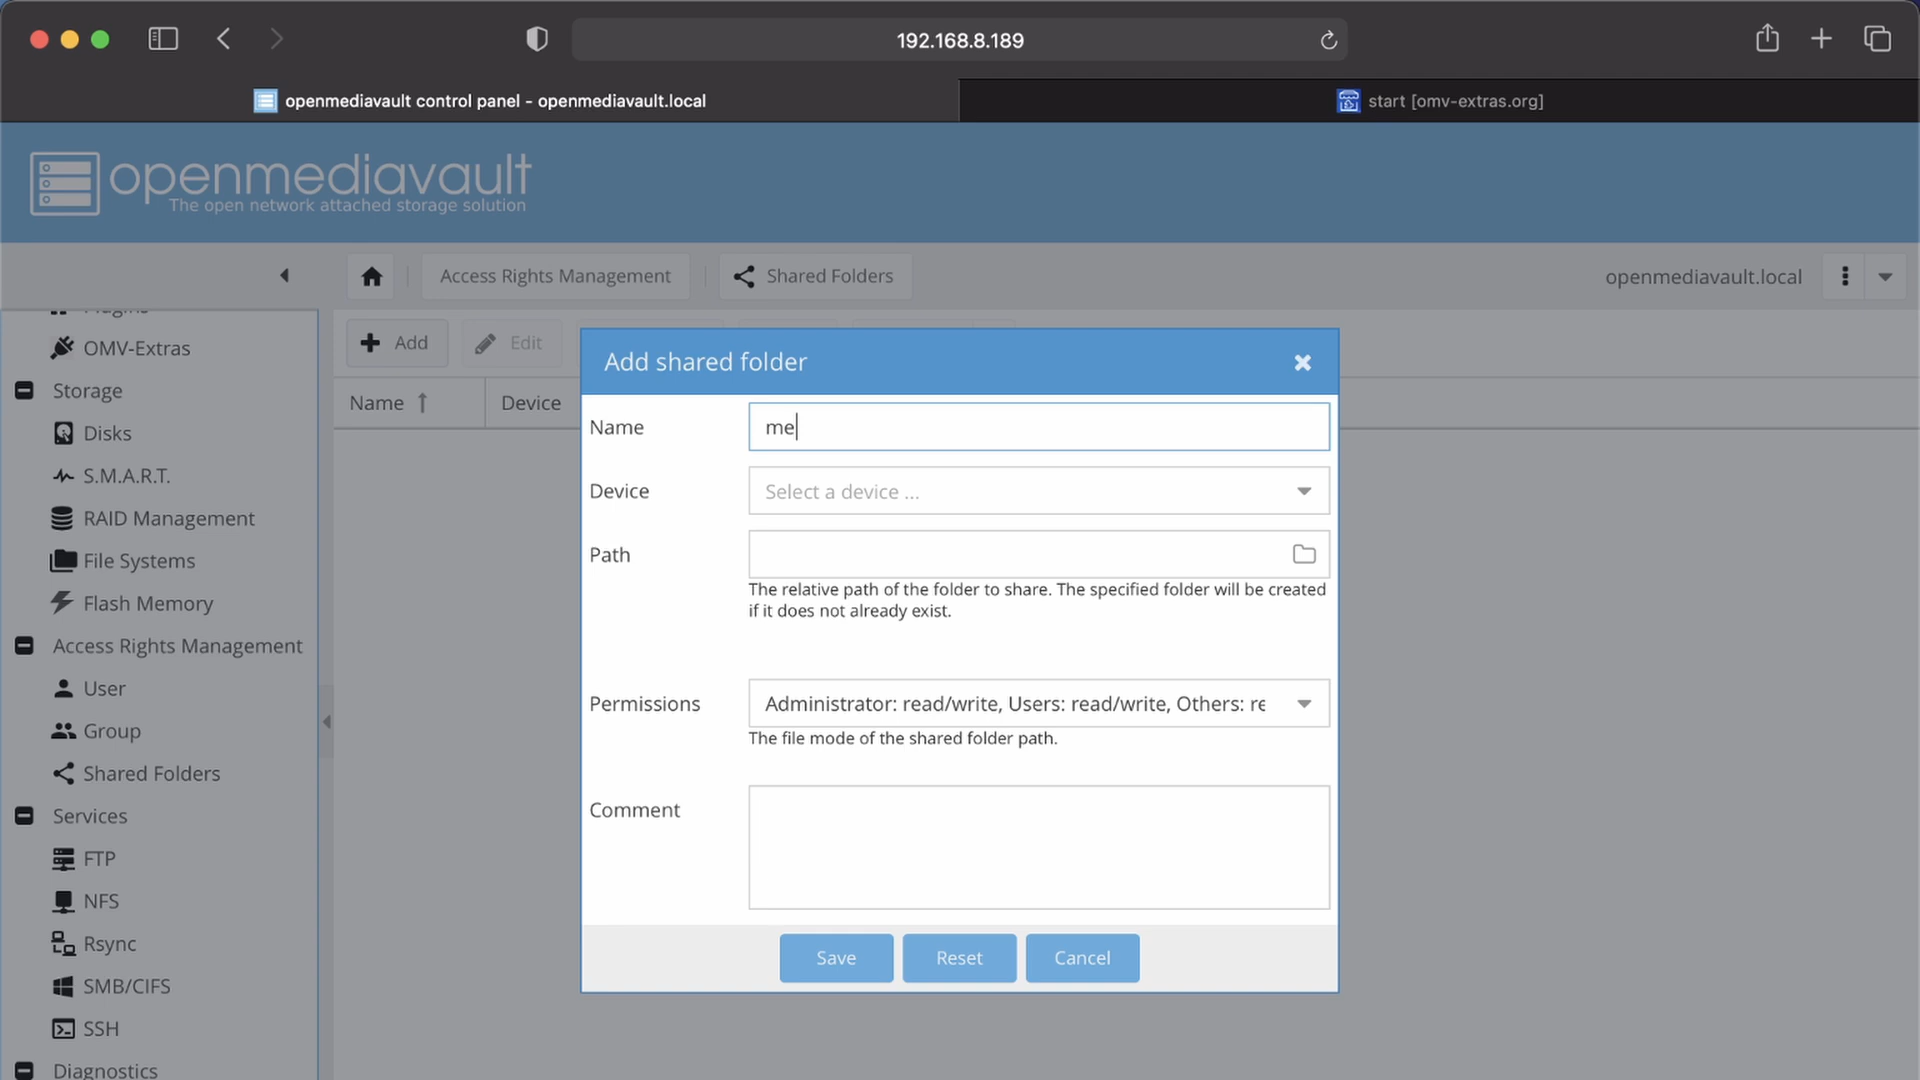 192.168.8.189
openmediavault control panel - openmediavault.local
start [omv-extras.org]
openmediavault
The open network attached storage solution
Access Rights Management
Shared Folders
openmediavault.local
OMV-Extras
Storage
Disks
S.M.A.R.T.
RAID Management
File Systems
Flash Memory
Access Rights Management
User
Group
Shared Folders
Services
FTP
NFS
Rsync
SMB/CIFS
SSH
Diagnostics
Add
Edit
Name
Device
Add shared folder
Name
me
Device
Select a device ...
Path
The relative path of the folder to share. The specified folder will be created
if it does not already exist.
Permissions
Administrator: read/write, Users: read/write, Others: re
The file mode of the shared folder path.
Comment
Save
Reset
Cancel